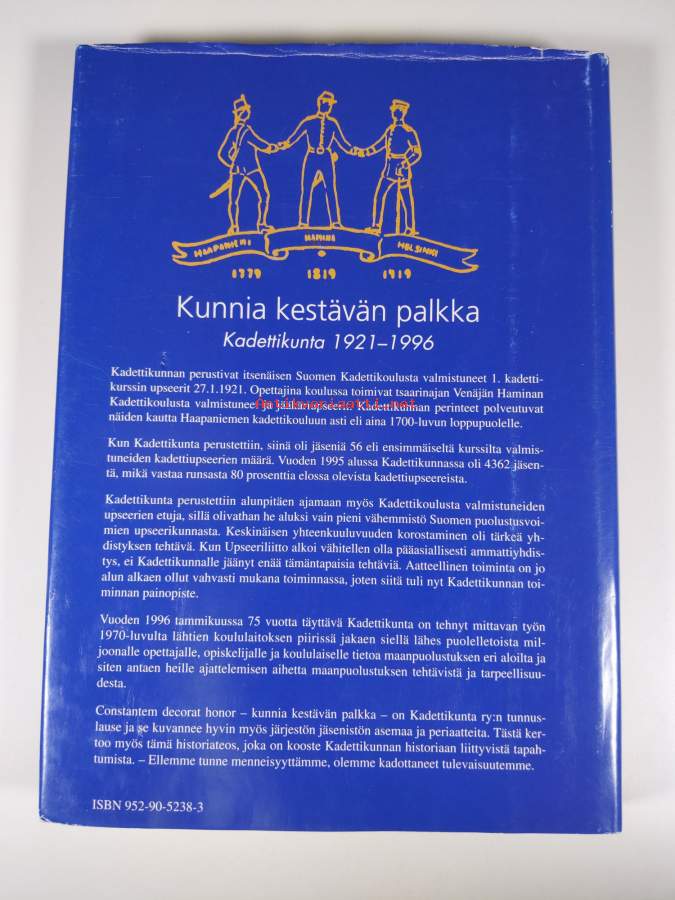 HAAPANIEMI HAMINA HELSINKI
1779 1819 1919
Kunnia kestävän palkka
Kadettikunta 1921–1996
Kadettikunnan perustivat itsenäisen Suomen Kadettikoulusta valmistuneet 1. kadetti-
kurssin upseerit 27.1.1921. Opettajina koulussa toimivat tsaarinajan Venäjän Haminan
Kadettikoulusta valmistuneet ja jääkäriupseerit. Kadettikunnan perinteet polveutuvat
antikvariaatti.net
näiden kautta Haapaniemen kadettikouluun asti eli aina 1700-luvun loppupuolelle.
Kun Kadettikunta perustettiin, siinä oli jäseniä 56 eli ensimmäiseltä kurssilta valmis-
tuneiden kadettiupseerien määrä. Vuoden 1995 alussa Kadettikunnassa oli 4362 jäsen-
tä, mikä vastaa runsasta 80 prosenttia elossa olevista kadettiupseereista.
Kadettikunta perustettiin alunpitäen ajamaan myös Kadettikoulusta valmistuneiden
upseerien etuja, sillä olivathan he aluksi vain pieni vähemmistö Suomen puolustusvoi-
mien upseerikunnasta. Keskinäisen yhteenkuuluvuuden korostaminen oli tärkeä yh-
distyksen tehtävä. Kun Upseeriliitto alkoi vähitellen olla pääasiallisesti ammattiyhdis-
tys, ei Kadettikunnalle jäänyt enää tämäntapaisia tehtäviä. Aatteellinen toiminta on jo
alun alkaen ollut vahvasti mukana toiminnassa, joten siitä tuli nyt Kadettikunnan toi-
minnan painopiste.
Vuoden 1996 tammikuussa 75 vuotta täyttävä Kadettikunta on tehnyt mittavan työn
1970-luvulta lähtien koululaitoksen piirissä jakaen siellä lähes puolelletoista mil-
joonalle opettajalle, opiskelijalle ja koululaiselle tietoa maanpuolustuksen eri aloilta ja
siten antaen heille ajattelemisen aihetta maanpuolustuksen tehtävistä ja tarpeellisuu-
desta.
Constantem decorat honor – kunnia kestävän palkka – on Kadettikunta ry:n tunnus-
lause ja se kuvannee hyvin myös järjestön jäsenistön asemaa ja periaatteita. Tästä ker-
too myös tämä historiateos, joka on kooste Kadettikunnan historiaan liittyvistä tapah-
tumista. – Ellemme tunne menneisyyttämme, olemme kadottaneet tulevaisuutemme.
ISBN 952-90-5238-3